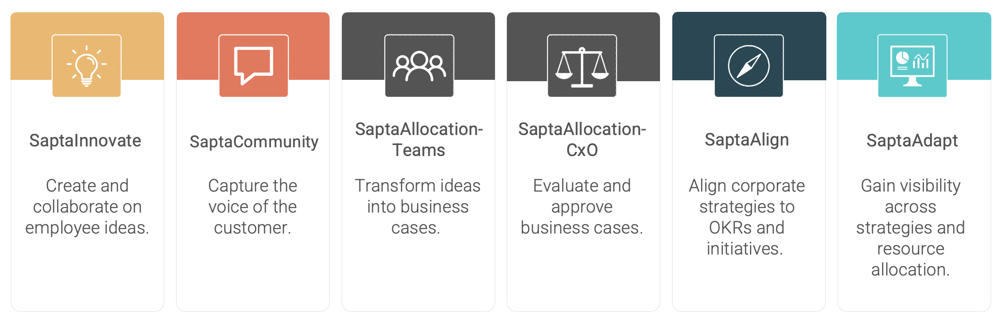 SaptaInnovate
Create and
collaborate on
employee ideas.
SaptaCommunity
Capture the
voice of the
customer.
SaptaAllocation-
Teams
Transform ideas
into business
cases.
SaptaAllocation-
CxO
Evaluate and
approve
business cases.
SaptaAlign
Align corporate
strategies to
OKRs and
initiatives.
SaptaAdapt
Gain visibility
across
strategies and
resource
allocation.